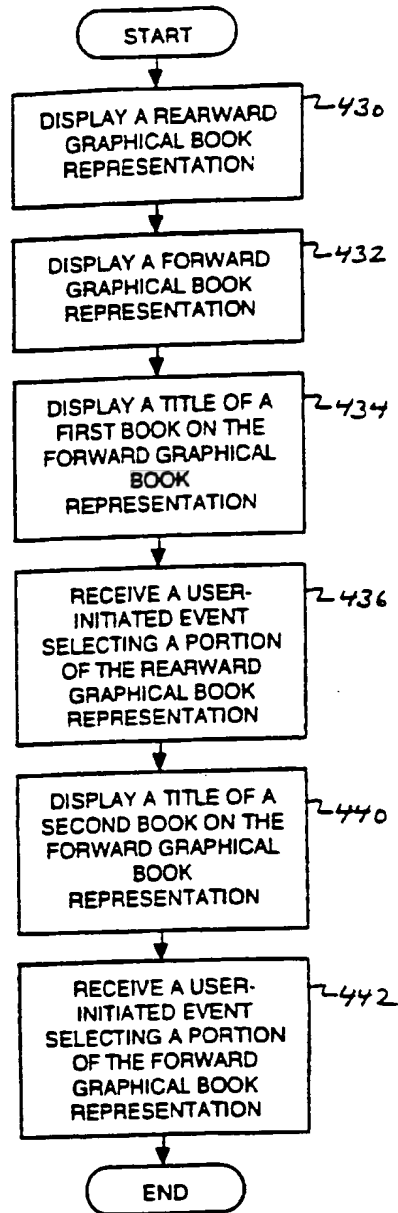 START
DISPLAY A REARWARD
GRAPHICAL BOOK
REPRESENTATION
430
DISPLAY A FORWARD
GRAPHICAL BOOK
REPRESENTATION
432
DISPLAY A TITLE OF A
FIRST BOOK ON THE
FORWARD GRAPHICAL
BOOK
REPRESENTATION
434
RECEIVE A USER-
INITIATED EVENT
SELECTING A PORTION
OF THE REARWARD
GRAPHICAL BOOK
REPRESENTATION
436
DISPLAY A TITLE OF A
SECOND BOOK ON THE
FORWARD GRAPHICAL
BOOK
REPRESENTATION
440
RECEIVE A USER-
INITIATED EVENT
SELECTING A PORTION
OF THE FORWARD
GRAPHICAL BOOK
REPRESENTATION
442
END